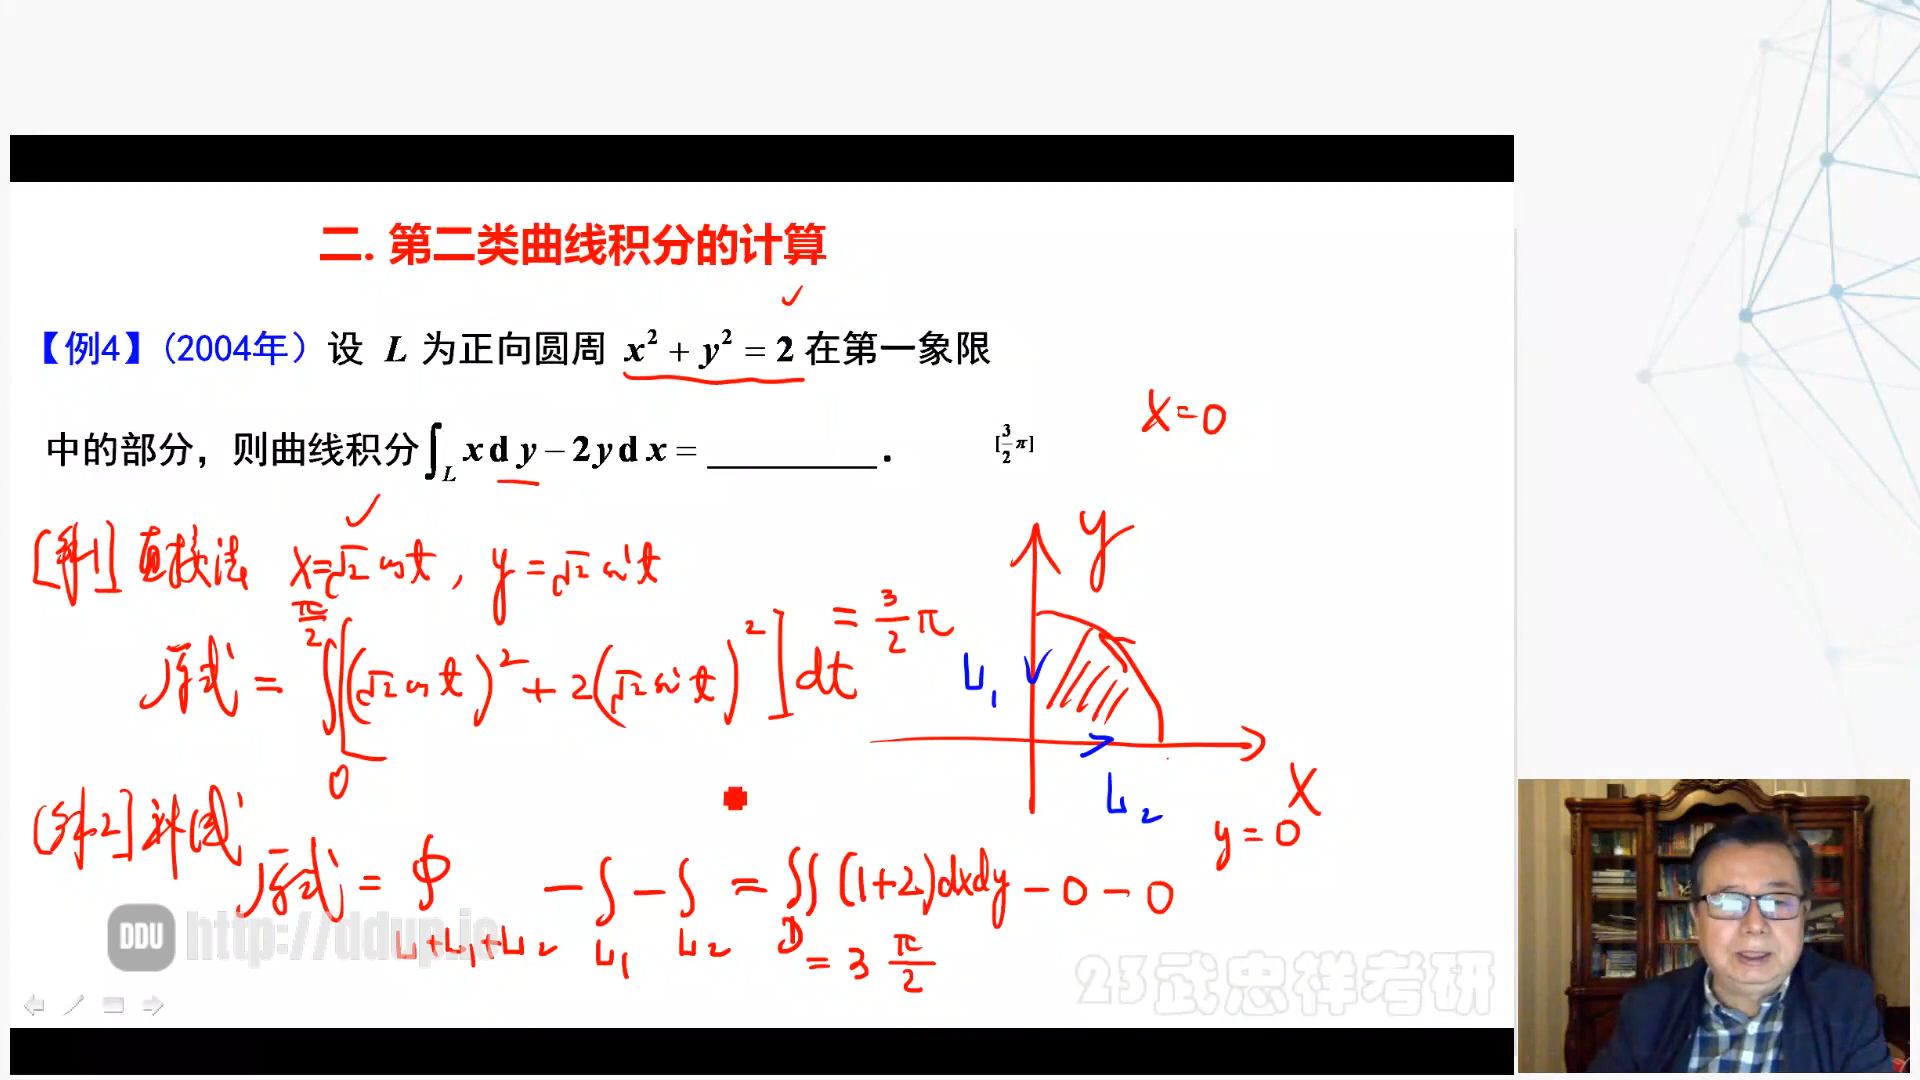 二. 第二类曲线积分的计算
【例4】(2004年) 设 L 为正向圆周 x² + y² = 2 在第一象限
中的部分，则曲线积分 ∫_L x d y − 2 y d x = ________ .
[3/2 π]
x=0
[解1] 直接法 x=√2 cos t , y=√2 sin t
原式 = ∫_0^{π/2} [(√2 cos t)² + 2(√2 sin t)²] dt = 3/2 π
y
L₁
L₂
x
y=0
[解2] 补线
原式 = ∮_{L+L₁+L₂} − ∫_{L₁} − ∫_{L₂} = ∬_D (1+2)dxdy − 0 − 0
= 3 π/2
DDU http://ddup.io
23武忠祥考研